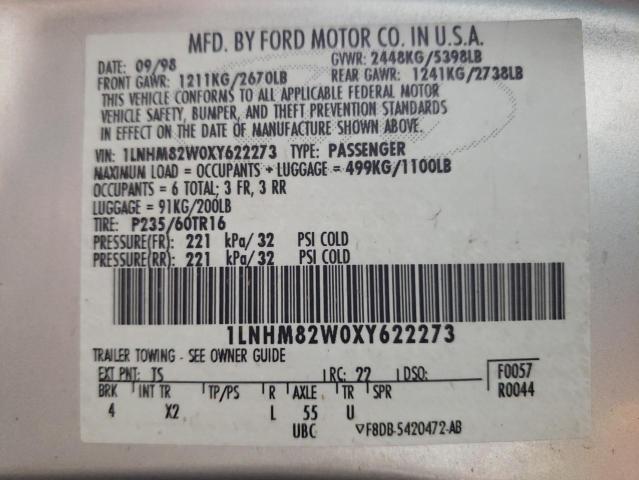 MFD. BY FORD MOTOR CO. IN U.S.A.
DATE: 09/98 GVWR: 2448KG/5398LB
FRONT GAWR: 1211KG/2670LB REAR GAWR: 1241KG/2738LB
THIS VEHICLE CONFORMS TO ALL APPLICABLE FEDERAL MOTOR
VEHICLE SAFETY, BUMPER, AND THEFT PREVENTION STANDARDS
IN EFFECT ON THE DATE OF MANUFACTURE SHOWN ABOVE.
VIN: 1LNHM82W0XY622273 TYPE: PASSENGER
MAXIMUM LOAD = OCCUPANTS + LUGGAGE = 499KG/1100LB
OCCUPANTS = 6 TOTAL; 3 FR, 3 RR
LUGGAGE = 91KG/200LB
TIRE: P235/60TR16
PRESSURE(FR): 221 kPa/ 32 PSI COLD
PRESSURE(RR): 221 kPa/ 32 PSI COLD
1LNHM82W0XY622273
TRAILER TOWING - SEE OWNER GUIDE
EXT PNT: TS RC: 22 DSO: F0057
BRK INT TR TP/PS R AXLE TR SPR R0044
4 X2 L 55 U
UBC ▽F8DB-5420472-AB